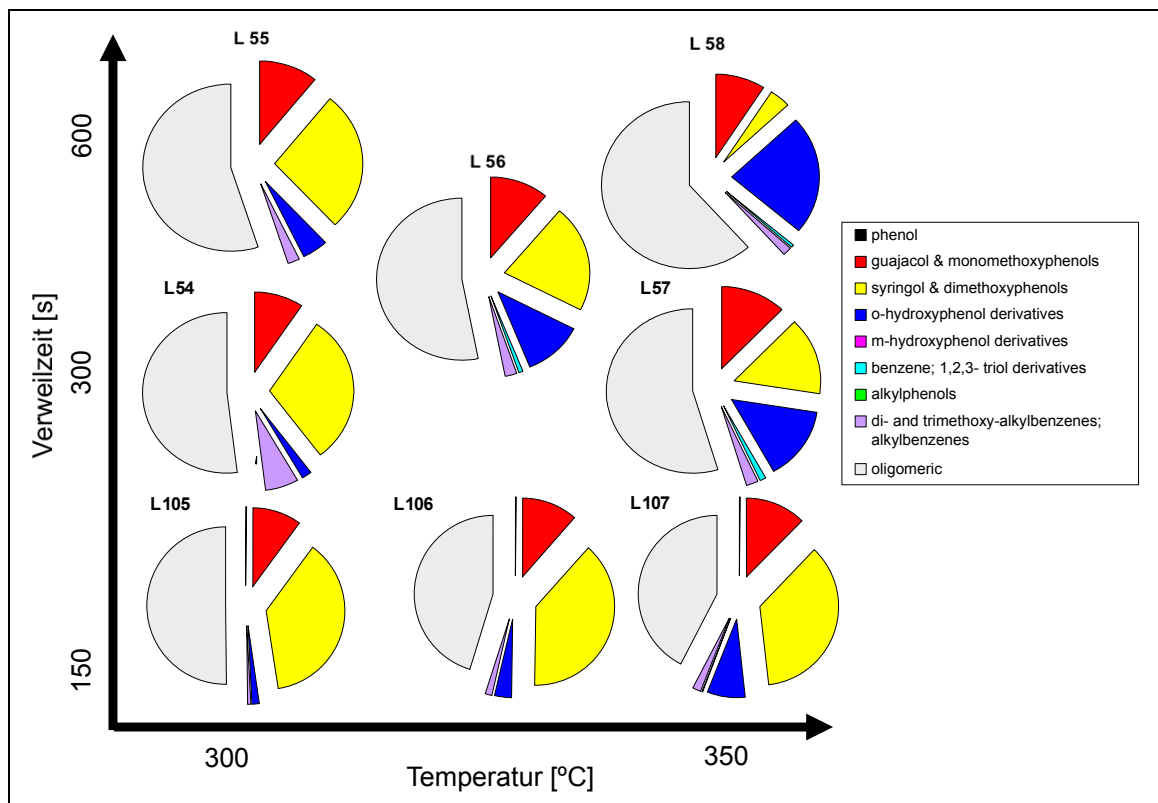 L 55
L 58
600
L 56
L54
L57
300
Verweilzeit [s]
L105
L106
L107
150
300
350
Temperatur [ºC]
phenol
guajacol & monomethoxyphenols
syringol & dimethoxyphenols
o-hydroxyphenol derivatives
m-hydroxyphenol derivatives
benzene; 1,2,3- triol derivatives
alkylphenols
di- and trimethoxy-alkylbenzenes;
alkylbenzenes
oligomeric